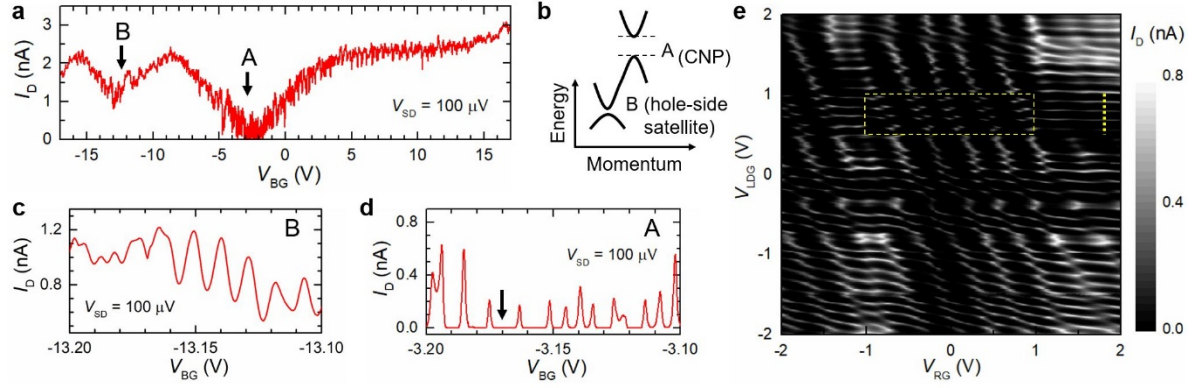 a
I_D (nA)
3
2
1
0
B
A
V_SD = 100 μV
-15
-10
-5
0
5
10
15
V_BG (V)
b
A
(CNP)
B (hole-side
satellite)
Energy
Momentum
c
I_D (nA)
1.2
0.8
B
V_SD = 100 μV
-13.20
-13.15
-13.10
V_BG (V)
d
I_D (nA)
0.8
0.4
0.0
A
V_SD = 100 μV
-3.20
-3.15
-3.10
V_BG (V)
e
V_LDG (V)
2
1
0
-1
-2
-2
-1
0
1
2
V_RG (V)
I_D (nA)
0.8
0.4
0.0